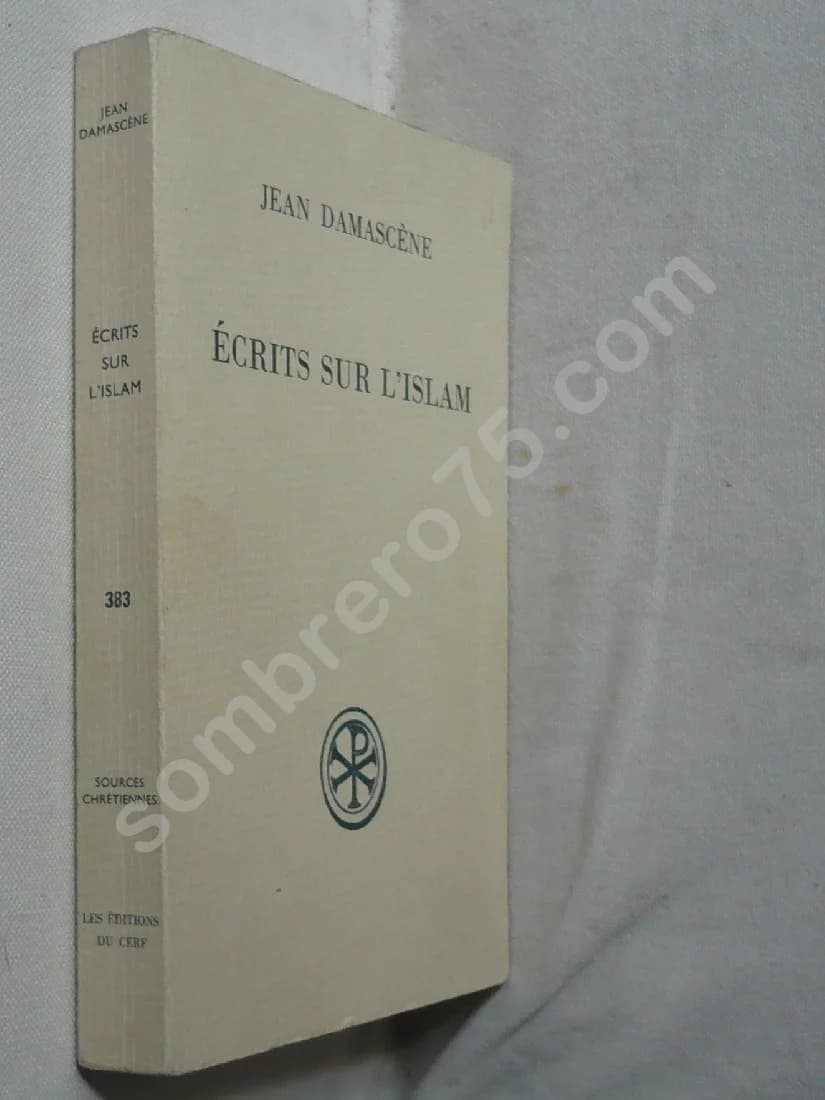 JEAN
DAMASCÈNE
ÉCRITS
SUR
L'ISLAM
383
SOURCES
CHRÉTIENNES
LES ÉDITIONS
DU CERF
JEAN DAMASCÈNE
ÉCRITS SUR L'ISLAM
sombrero75.com